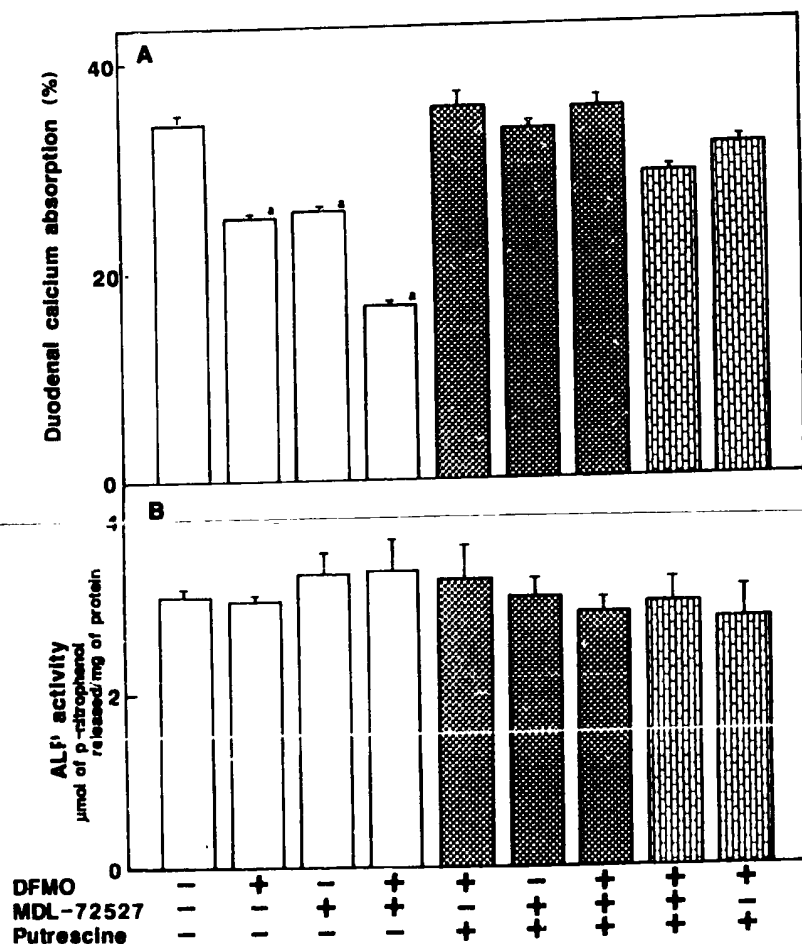 A
Duodenal calcium absorption (%)
40
20
0
a
a
a
B
ALP activity
μmol of p-nitrophenol
released/mg of protein
2
0
DFMO − + − + + − + + +
MDL-72527 − − + + − + + + −
Putrescine − − − − + + + + +